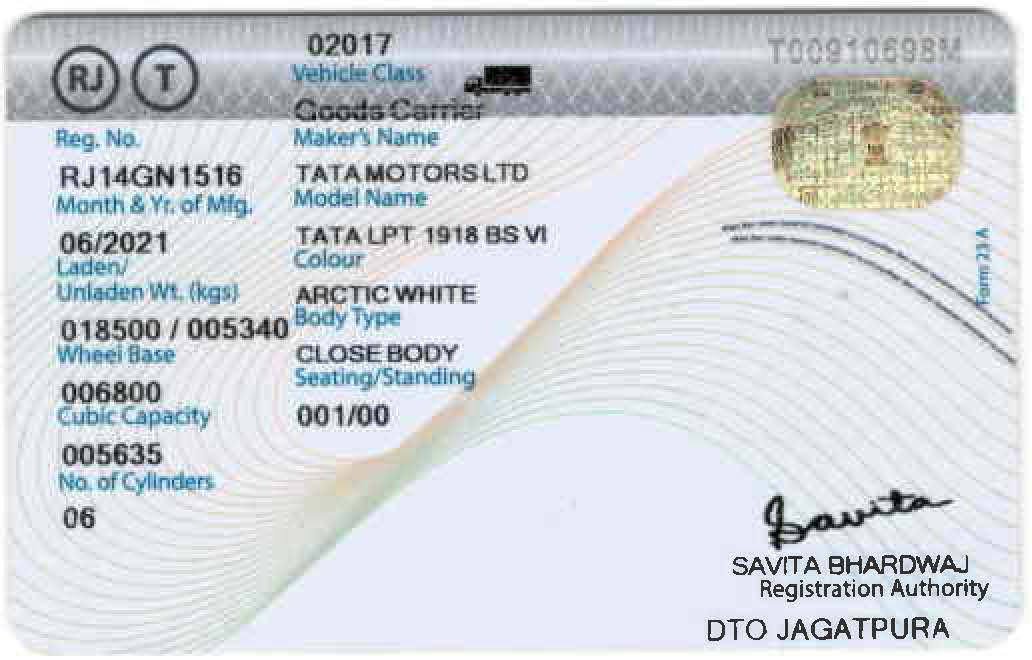 RJ T
02017
T00910698M
Vehicle Class
Goods Carrier
Reg. No.
Maker's Name
RJ14GN1516
TATA MOTORS LTD
Month & Yr. of Mfg.
Model Name
06/2021
TATA LPT 1918 BS VI
Laden/
Unladen Wt. (kgs)
Colour
ARCTIC WHITE
018500 / 005340
Body Type
Wheel Base
CLOSE BODY
006800
Seating/Standing
Cubic Capacity
001/00
005635
No. of Cylinders
06
Form 23 A
Savita
SAVITA BHARDWAJ
Registration Authority
DTO JAGATPURA